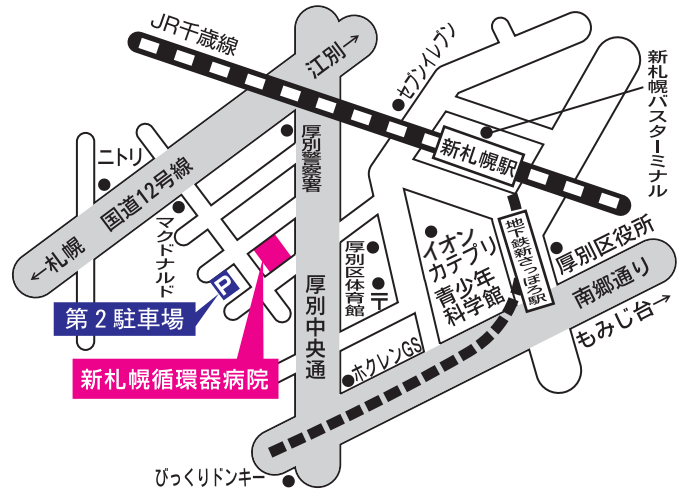 JR千歳線
江別→
セブンイレブン
新札幌バスターミナル
新札幌駅
厚別警察署
ニトリ
国道12号線
←札幌
マクドナルド
P
第2駐車場
新札幌循環器病院
厚別中央通
厚別区体育館
〒
イオン
カテプリ
青少年
科学館
地下鉄新さっぽろ駅
厚別区役所
南郷通り
もみじ台→
ホクレンGS
びっくりドンキー